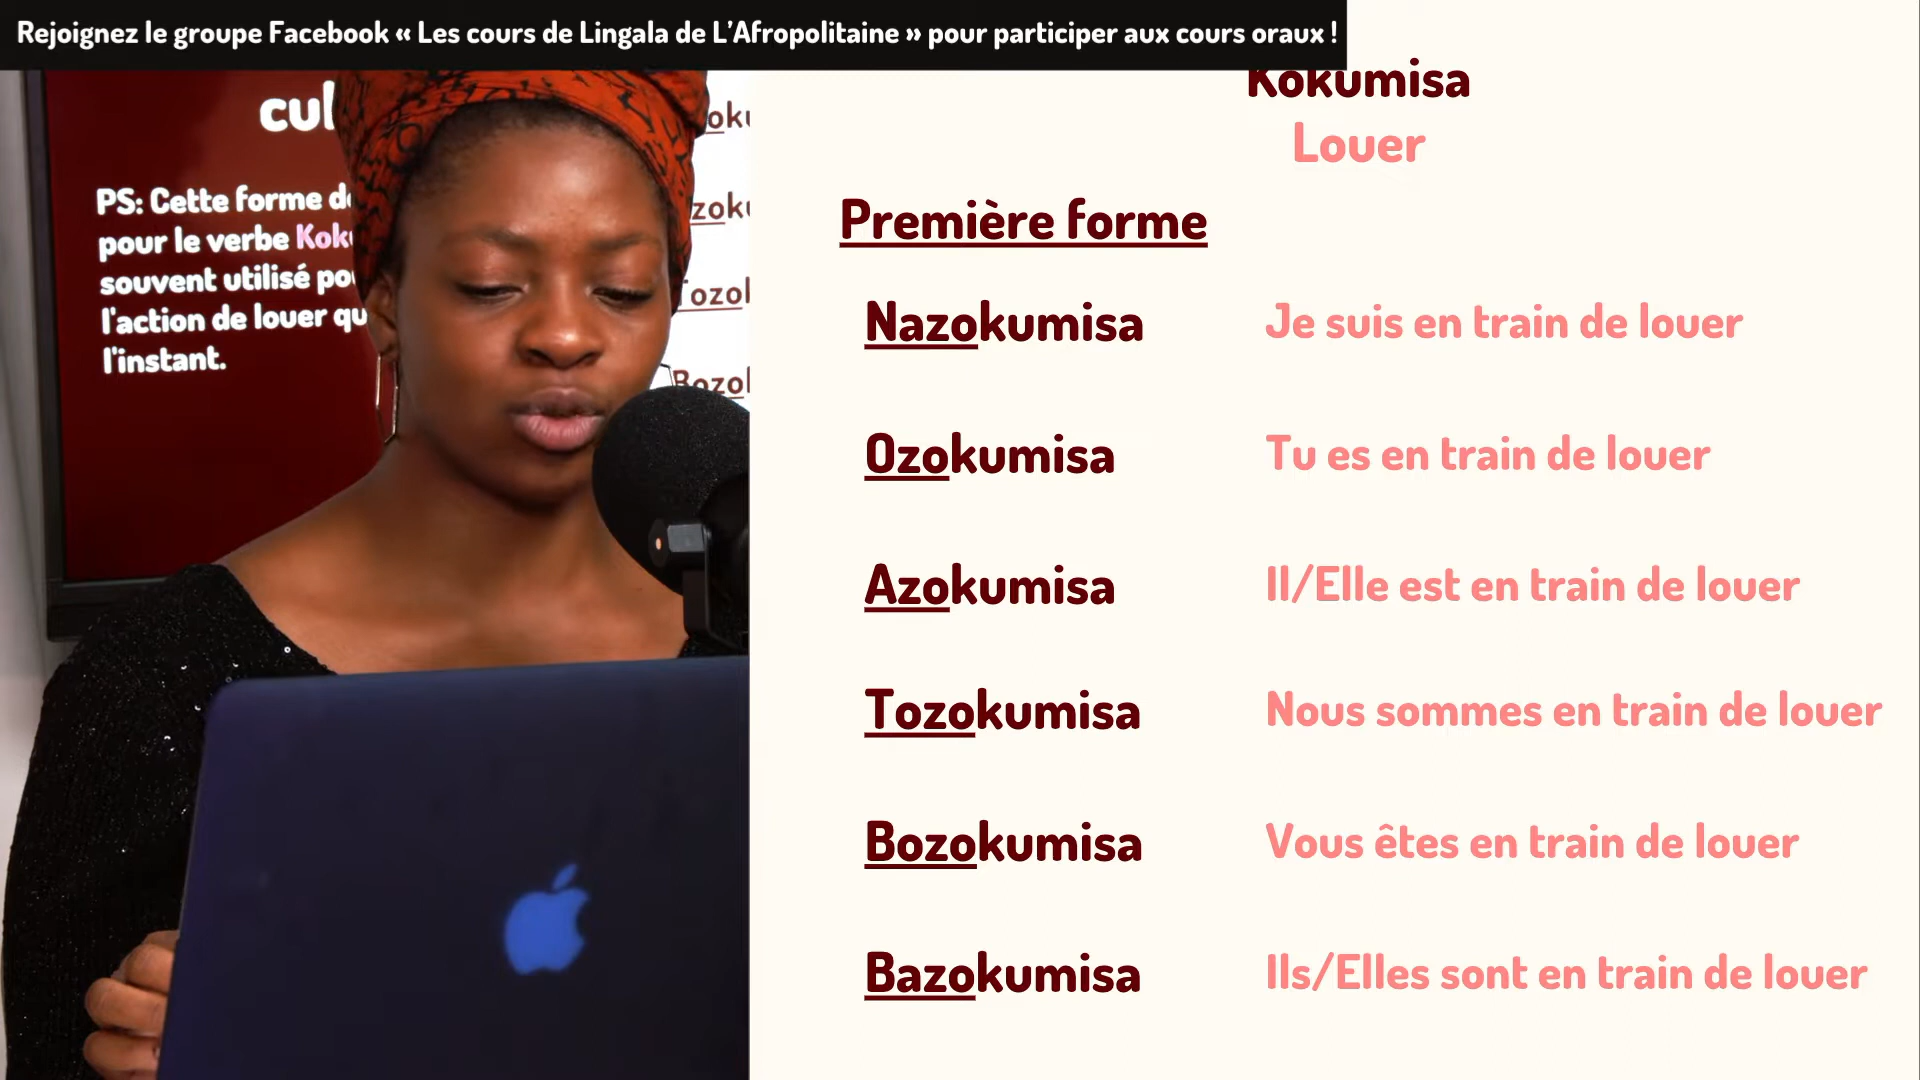 Rejoignez le groupe Facebook « Les cours de Lingala de L’Afropolitaine » pour participer aux cours oraux !
PS: Cette forme
pour le verbe
souvent utilisé
l'action de louer
l'instant.
Kokumisa
Louer
Première forme
Nazokumisa Je suis en train de louer
Ozokumisa Tu es en train de louer
Azokumisa Il/Elle est en train de louer
Tozokumisa Nous sommes en train de louer
Bozokumisa Vous êtes en train de louer
Bazokumisa Ils/Elles sont en train de louer